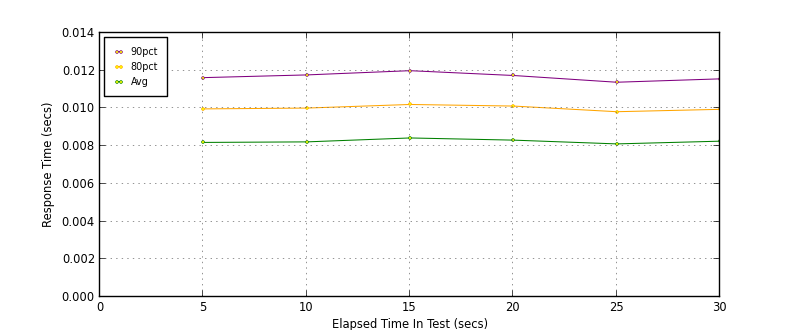 0.014
0.012
0.010
0.008
0.006
0.004
0.002
0.000
Response Time (secs)
90pct
80pct
Avg
0 5 10 15 20 25 30
Elapsed Time In Test (secs)